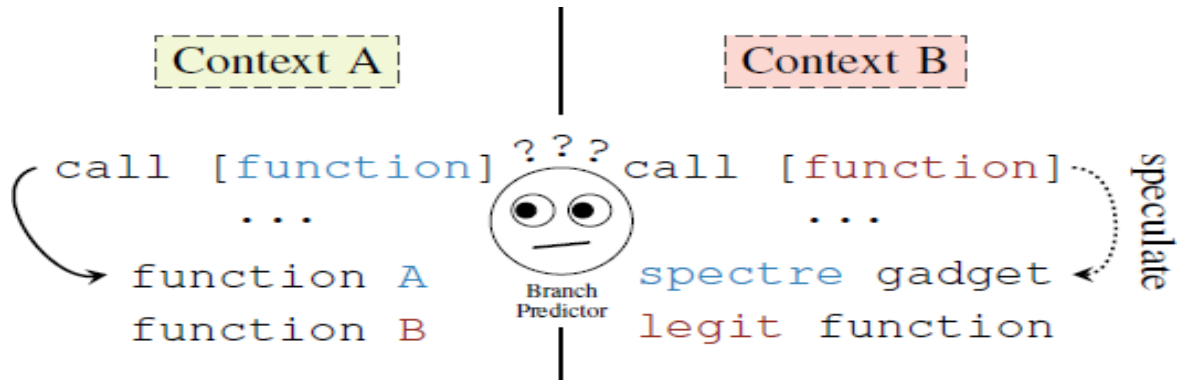 Context A
call [function]
...
function A
function B
???
Branch
Predictor
Context B
call [function]
...
spectre gadget
legit function
speculate